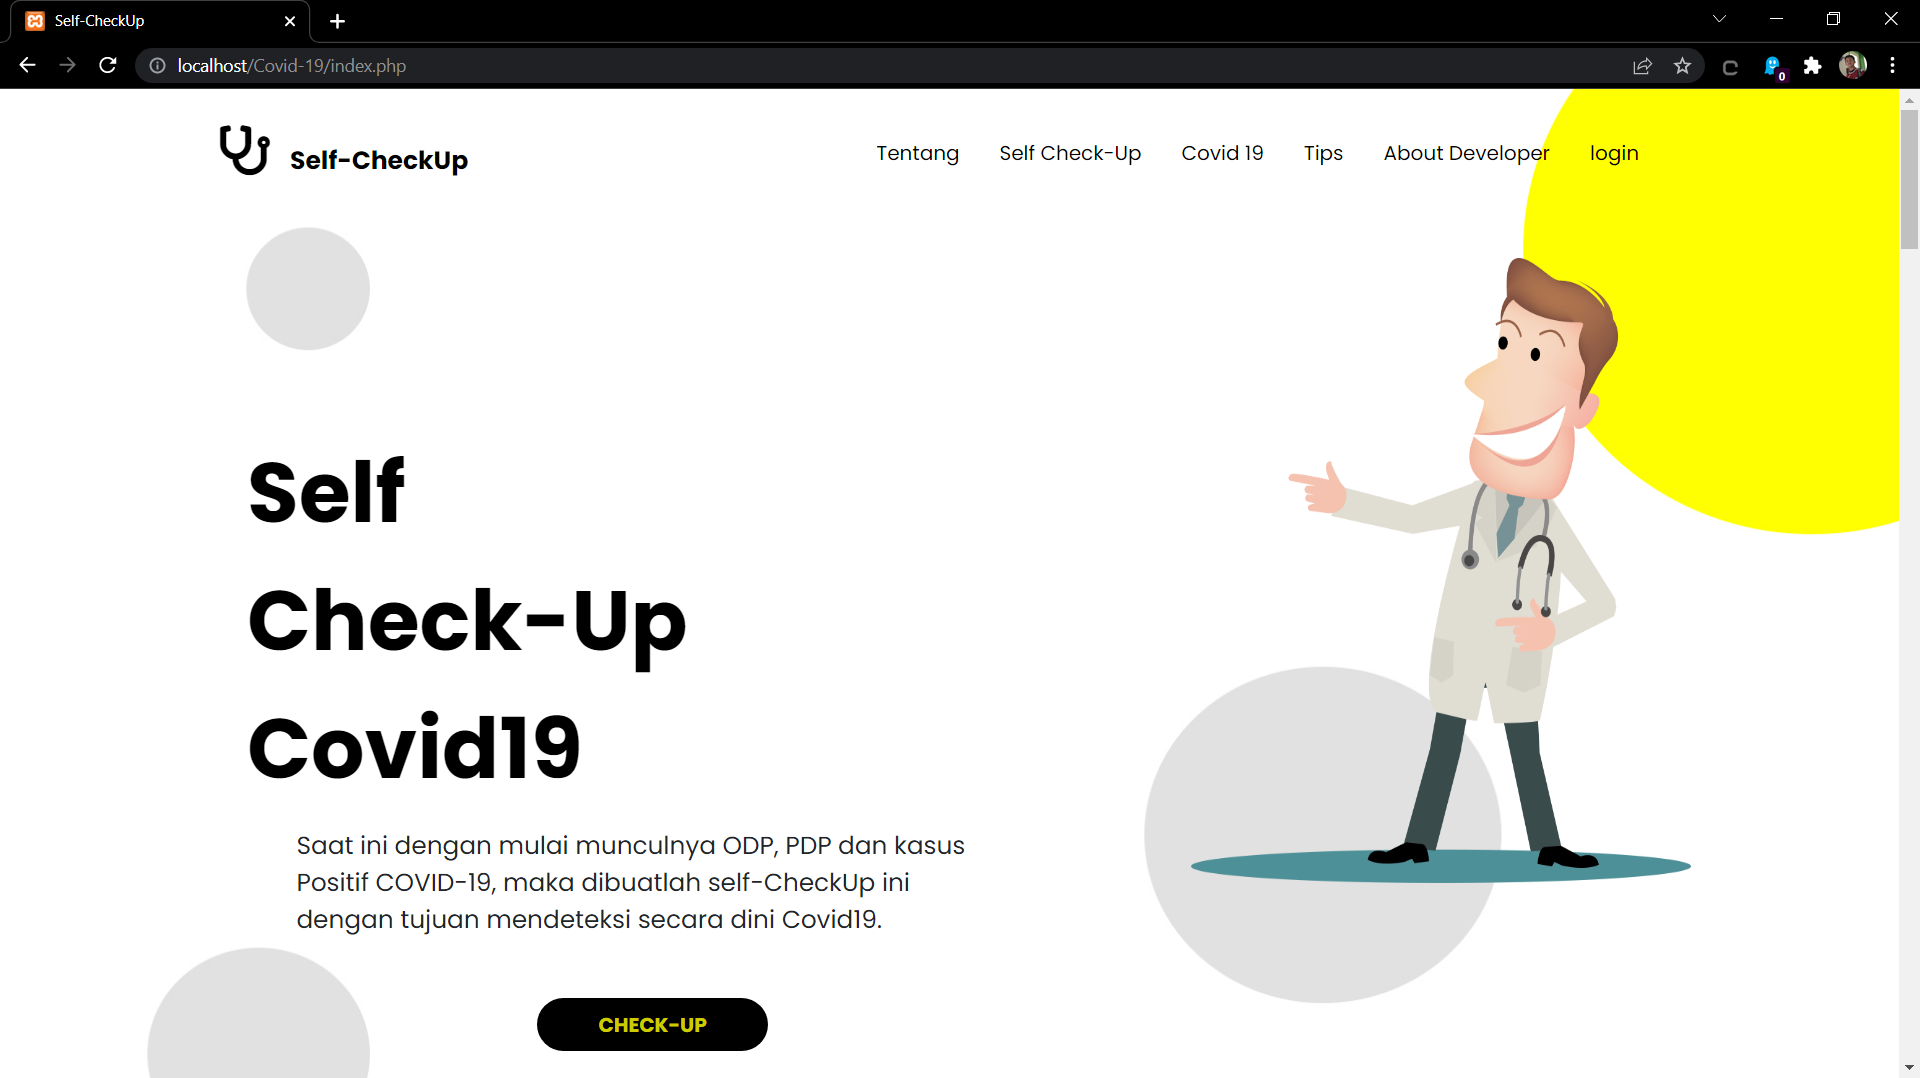 Self-CheckUp
localhost/Covid-19/index.php
0
Self-CheckUp
Tentang Self Check-Up Covid 19 Tips About Developer login
Self
Check-Up
Covid19
Saat ini dengan mulai munculnya ODP, PDP dan kasus
Positif COVID-19, maka dibuatlah self-CheckUp ini
dengan tujuan mendeteksi secara dini Covid19.
CHECK-UP